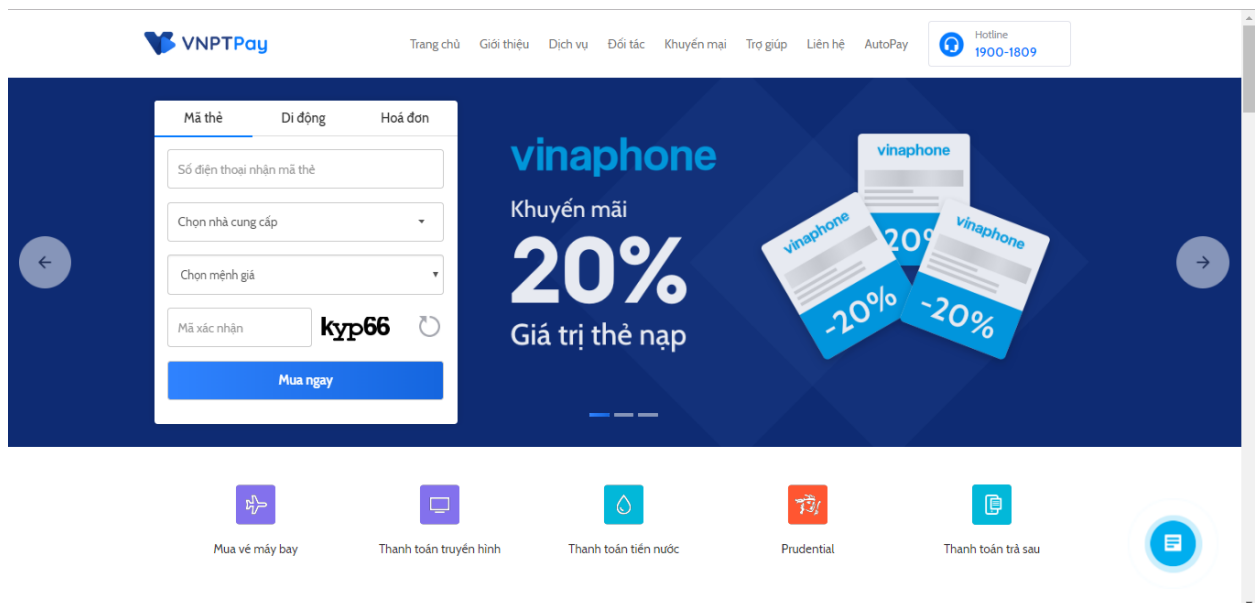 VNPTPay
Trang chủ Giới thiệu Dịch vụ Đối tác Khuyến mại Trợ giúp Liên hệ AutoPay
Hotline
1900-1809
Mã thẻ Di động Hoá đơn
Số điện thoại nhận mã thẻ
Chọn nhà cung cấp
Chọn mệnh giá
Mã xác nhận kyp66
Mua ngay
vinaphone
Khuyến mãi
20%
Giá trị thẻ nạp
vinaphone
vinaphone
vinaphone
20%
-20%
-20%
Mua vé máy bay
Thanh toán truyền hình
Thanh toán tiền nước
Prudential
Thanh toán trả sau